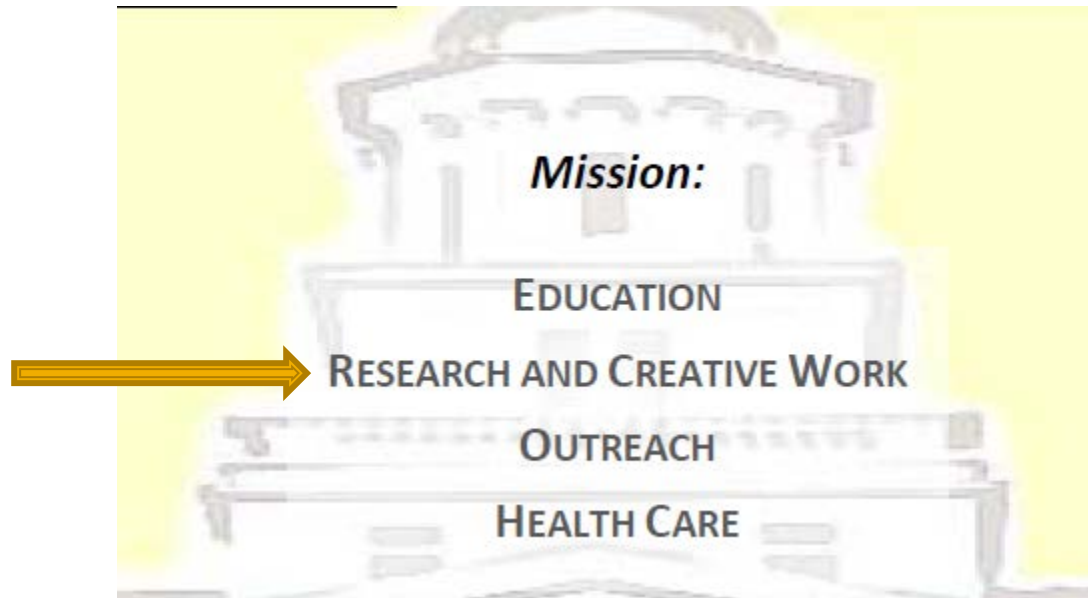 Mission:
EDUCATION
RESEARCH AND CREATIVE WORK
OUTREACH
HEALTH CARE